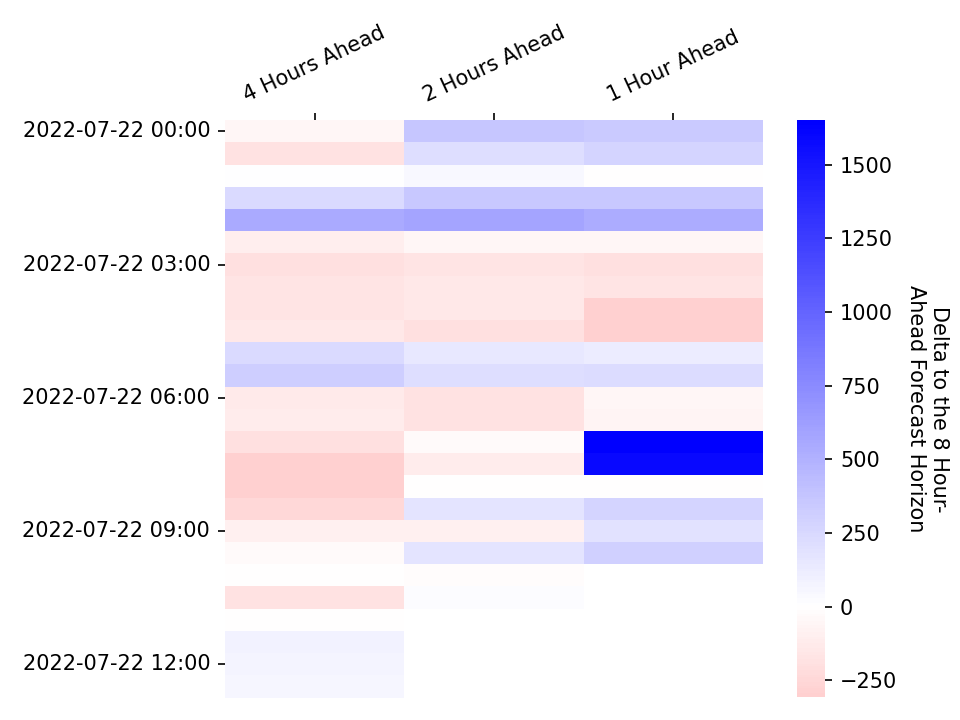 4 Hours Ahead
2 Hours Ahead
1 Hour Ahead
2022-07-22 00:00
2022-07-22 03:00
2022-07-22 06:00
2022-07-22 09:00
2022-07-22 12:00
1500
1250
1000
750
500
250
0
−250
Delta to the 8 Hour-
Ahead Forecast Horizon